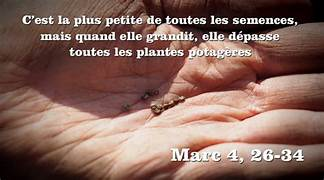 C'est la plus petite de toutes les semences,
mais quand elle grandit, elle dépasse
toutes les plantes potagères
Marc 4, 26-34